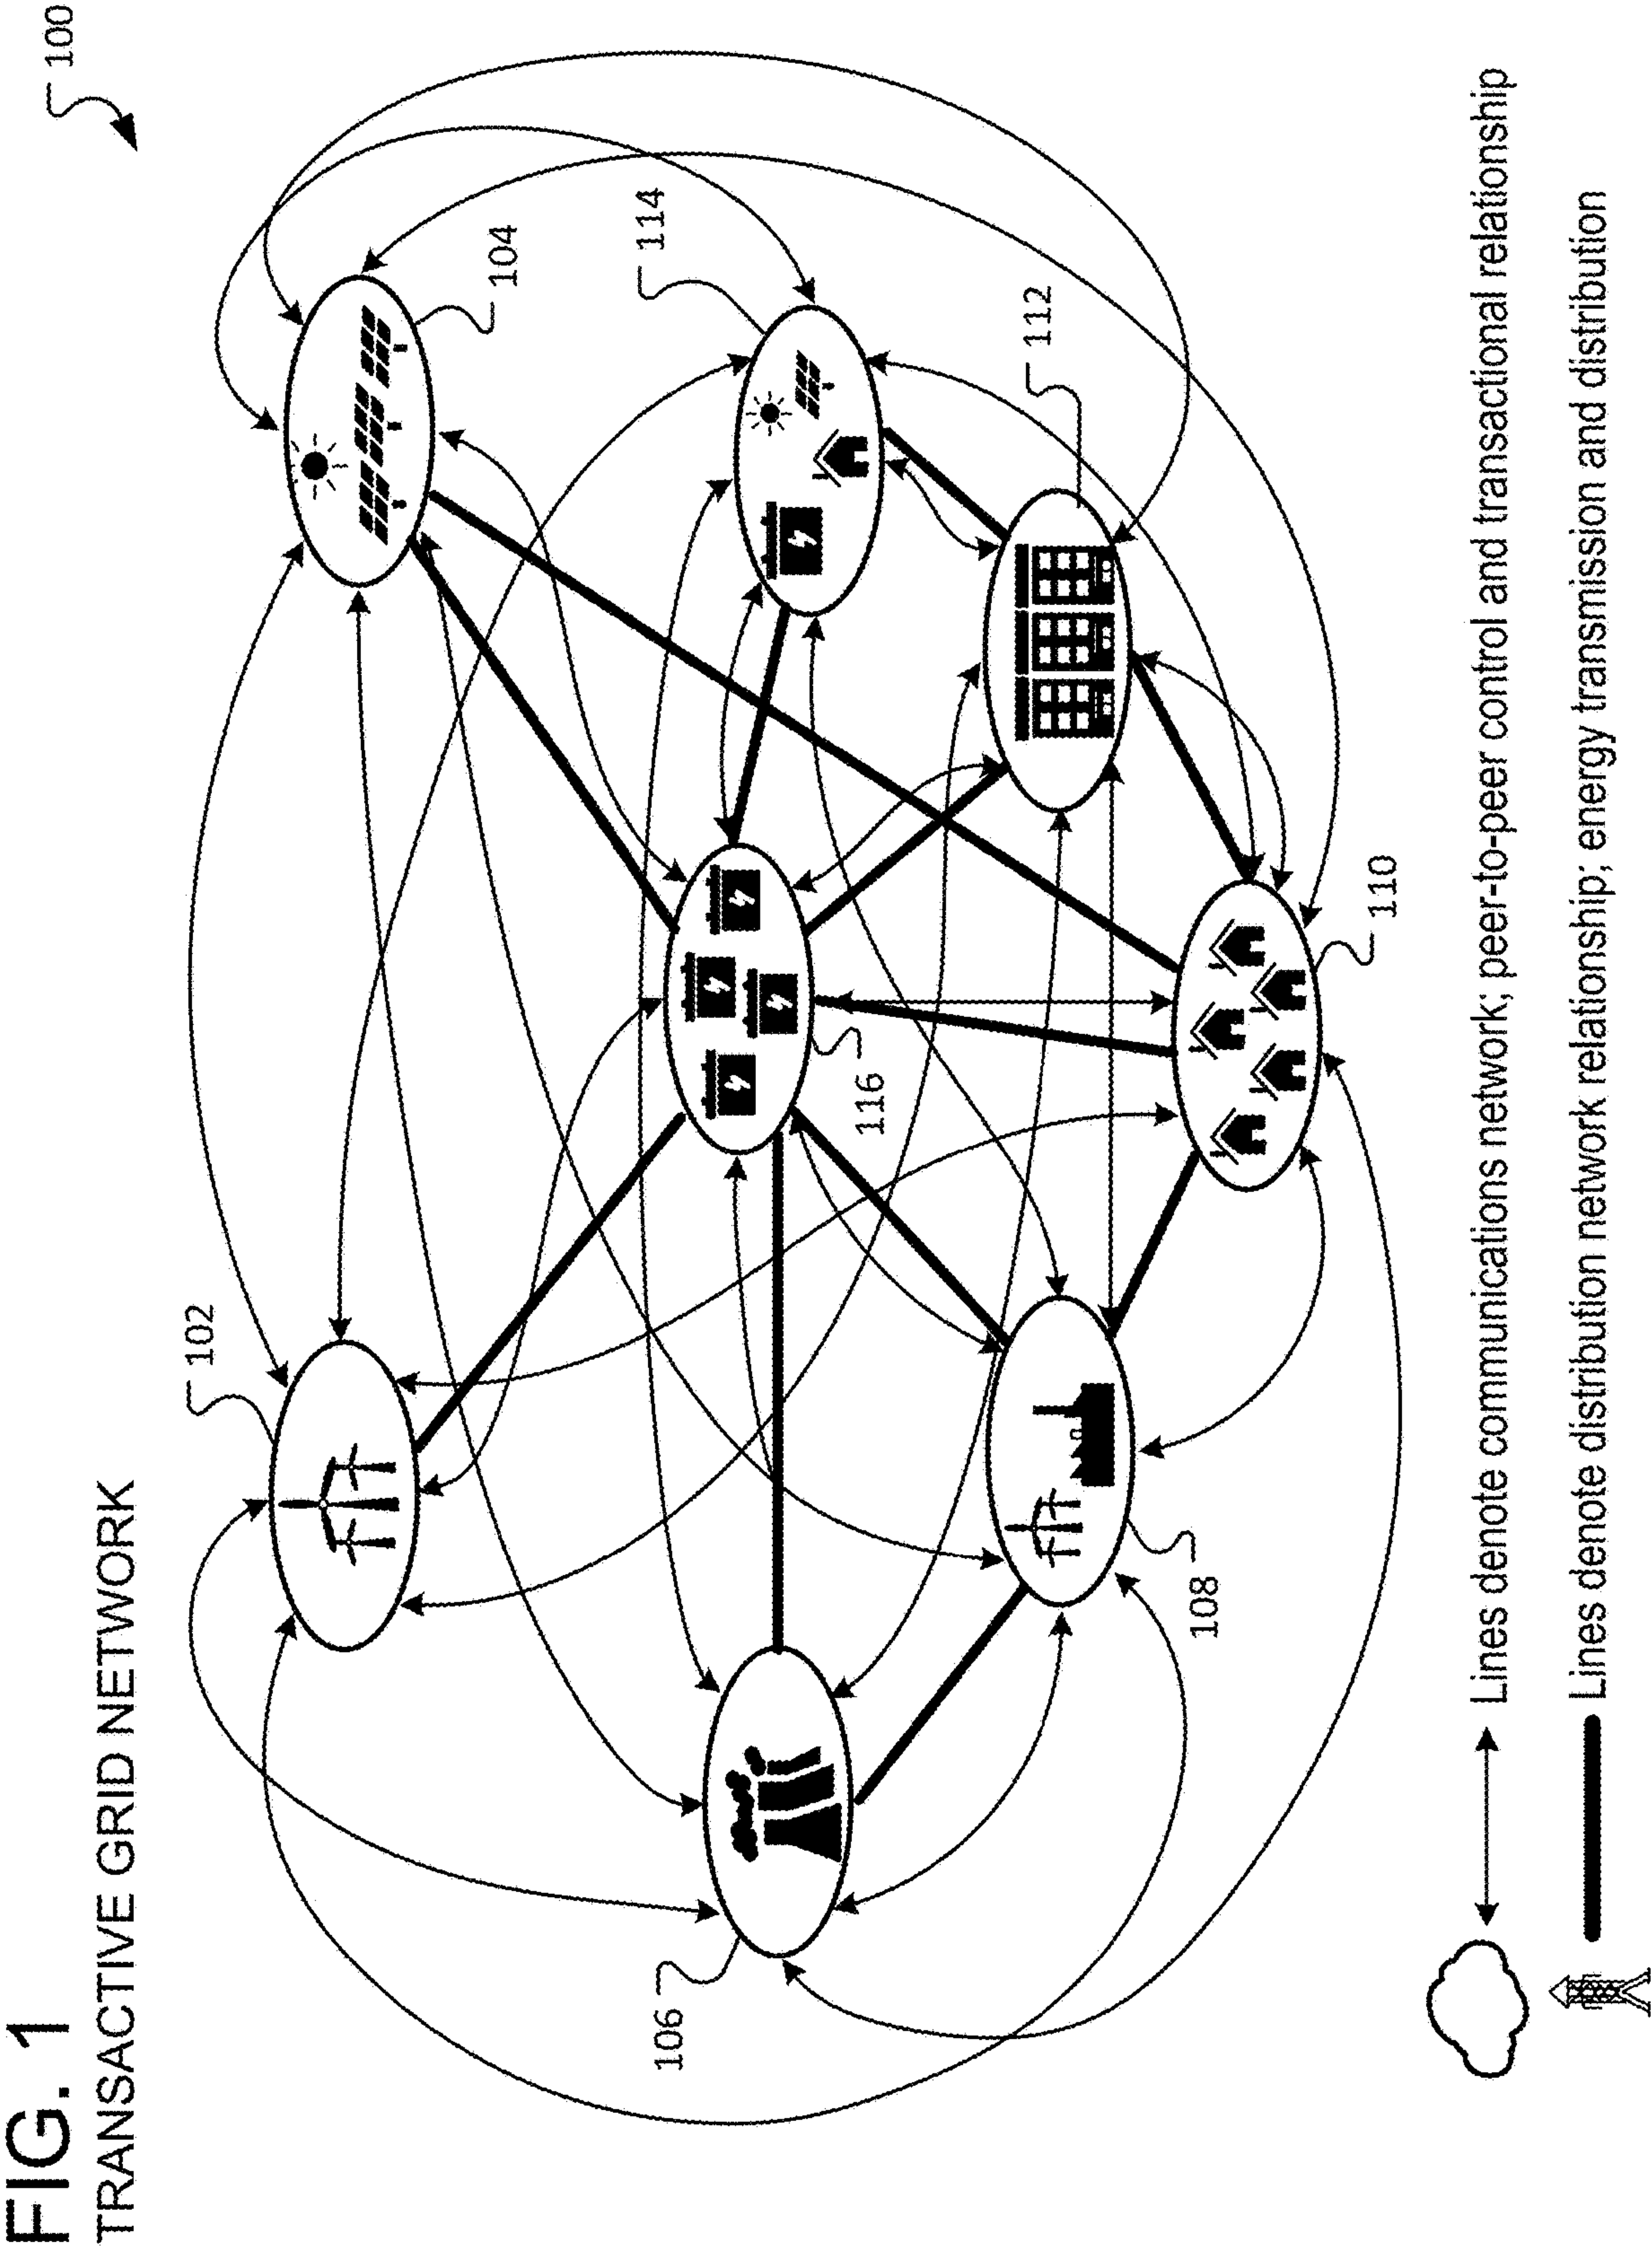 FIG. 1
TRANSACTIVE GRID NETWORK
100
102
104
106
116
114
108
112
110
Lines denote communications network; peer-to-peer control and transactional relationship
Lines denote distribution network relationship; energy transmission and distribution